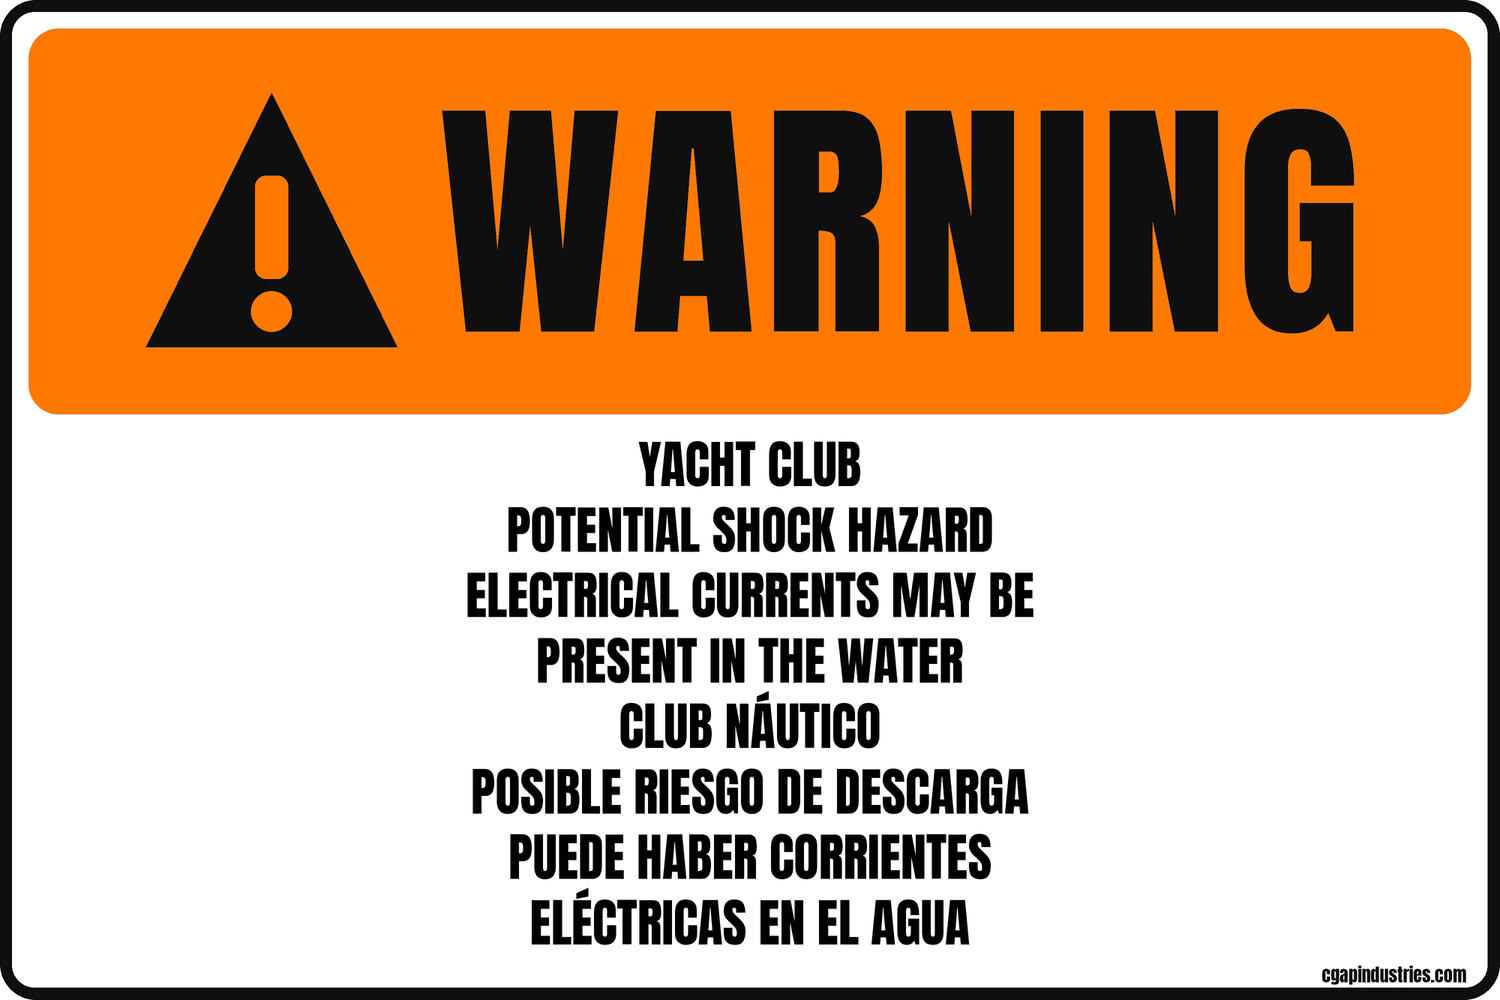 WARNING
YACHT CLUB
POTENTIAL SHOCK HAZARD
ELECTRICAL CURRENTS MAY BE
PRESENT IN THE WATER
CLUB NÁUTICO
POSIBLE RIESGO DE DESCARGA
PUEDE HABER CORRIENTES
ELÉCTRICAS EN EL AGUA
cgapindustries.com